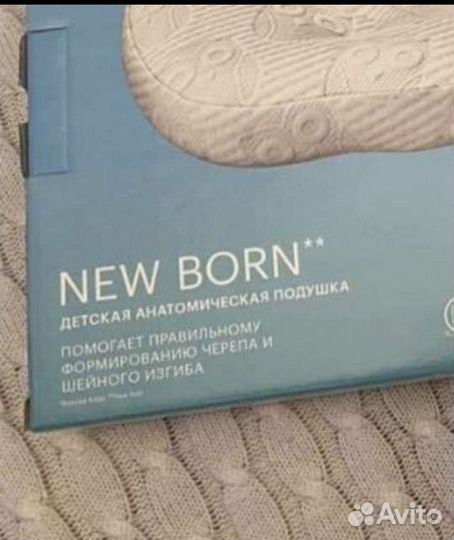 NEW BORN**
ДЕТСКАЯ АНАТОМИЧЕСКАЯ ПОДУШКА
ПОМОГАЕТ ПРАВИЛЬНОМУ
ФОРМИРОВАНИЮ ЧЕРЕПА И
ШЕЙНОГО ИЗГИБА
Avito